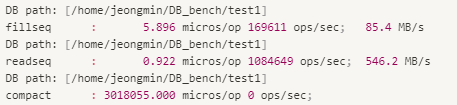 DB path: [/home/jeongmin/DB_bench/test1]
fillseq : 5.896 micros/op 169611 ops/sec; 85.4 MB/s
DB path: [/home/jeongmin/DB_bench/test1]
readseq : 0.922 micros/op 1084649 ops/sec; 546.2 MB/s
DB path: [/home/jeongmin/DB_bench/test1]
compact : 3018055.000 micros/op 0 ops/sec;